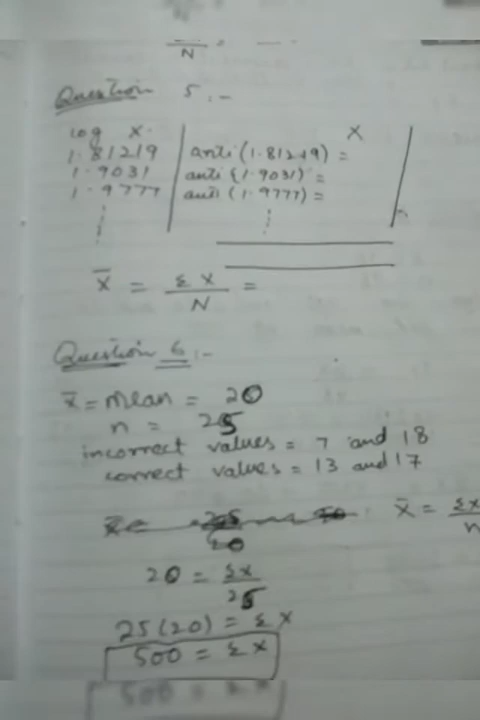 N
Question 5:-
log x.
X
1.81219 anti(1.81219) =
1.9031 anti(1.9031) =
1.9777 anti(1.9777) =
x̄ = ΣX / N =
Question 6:-
x̄ = mean = 20
n = 25
incorrect values = 7 and 18
correct values = 13 and 17
x̄ = Σx / n
20 = Σx / 25
25(20) = Σx
500 = Σx
500 = Σx